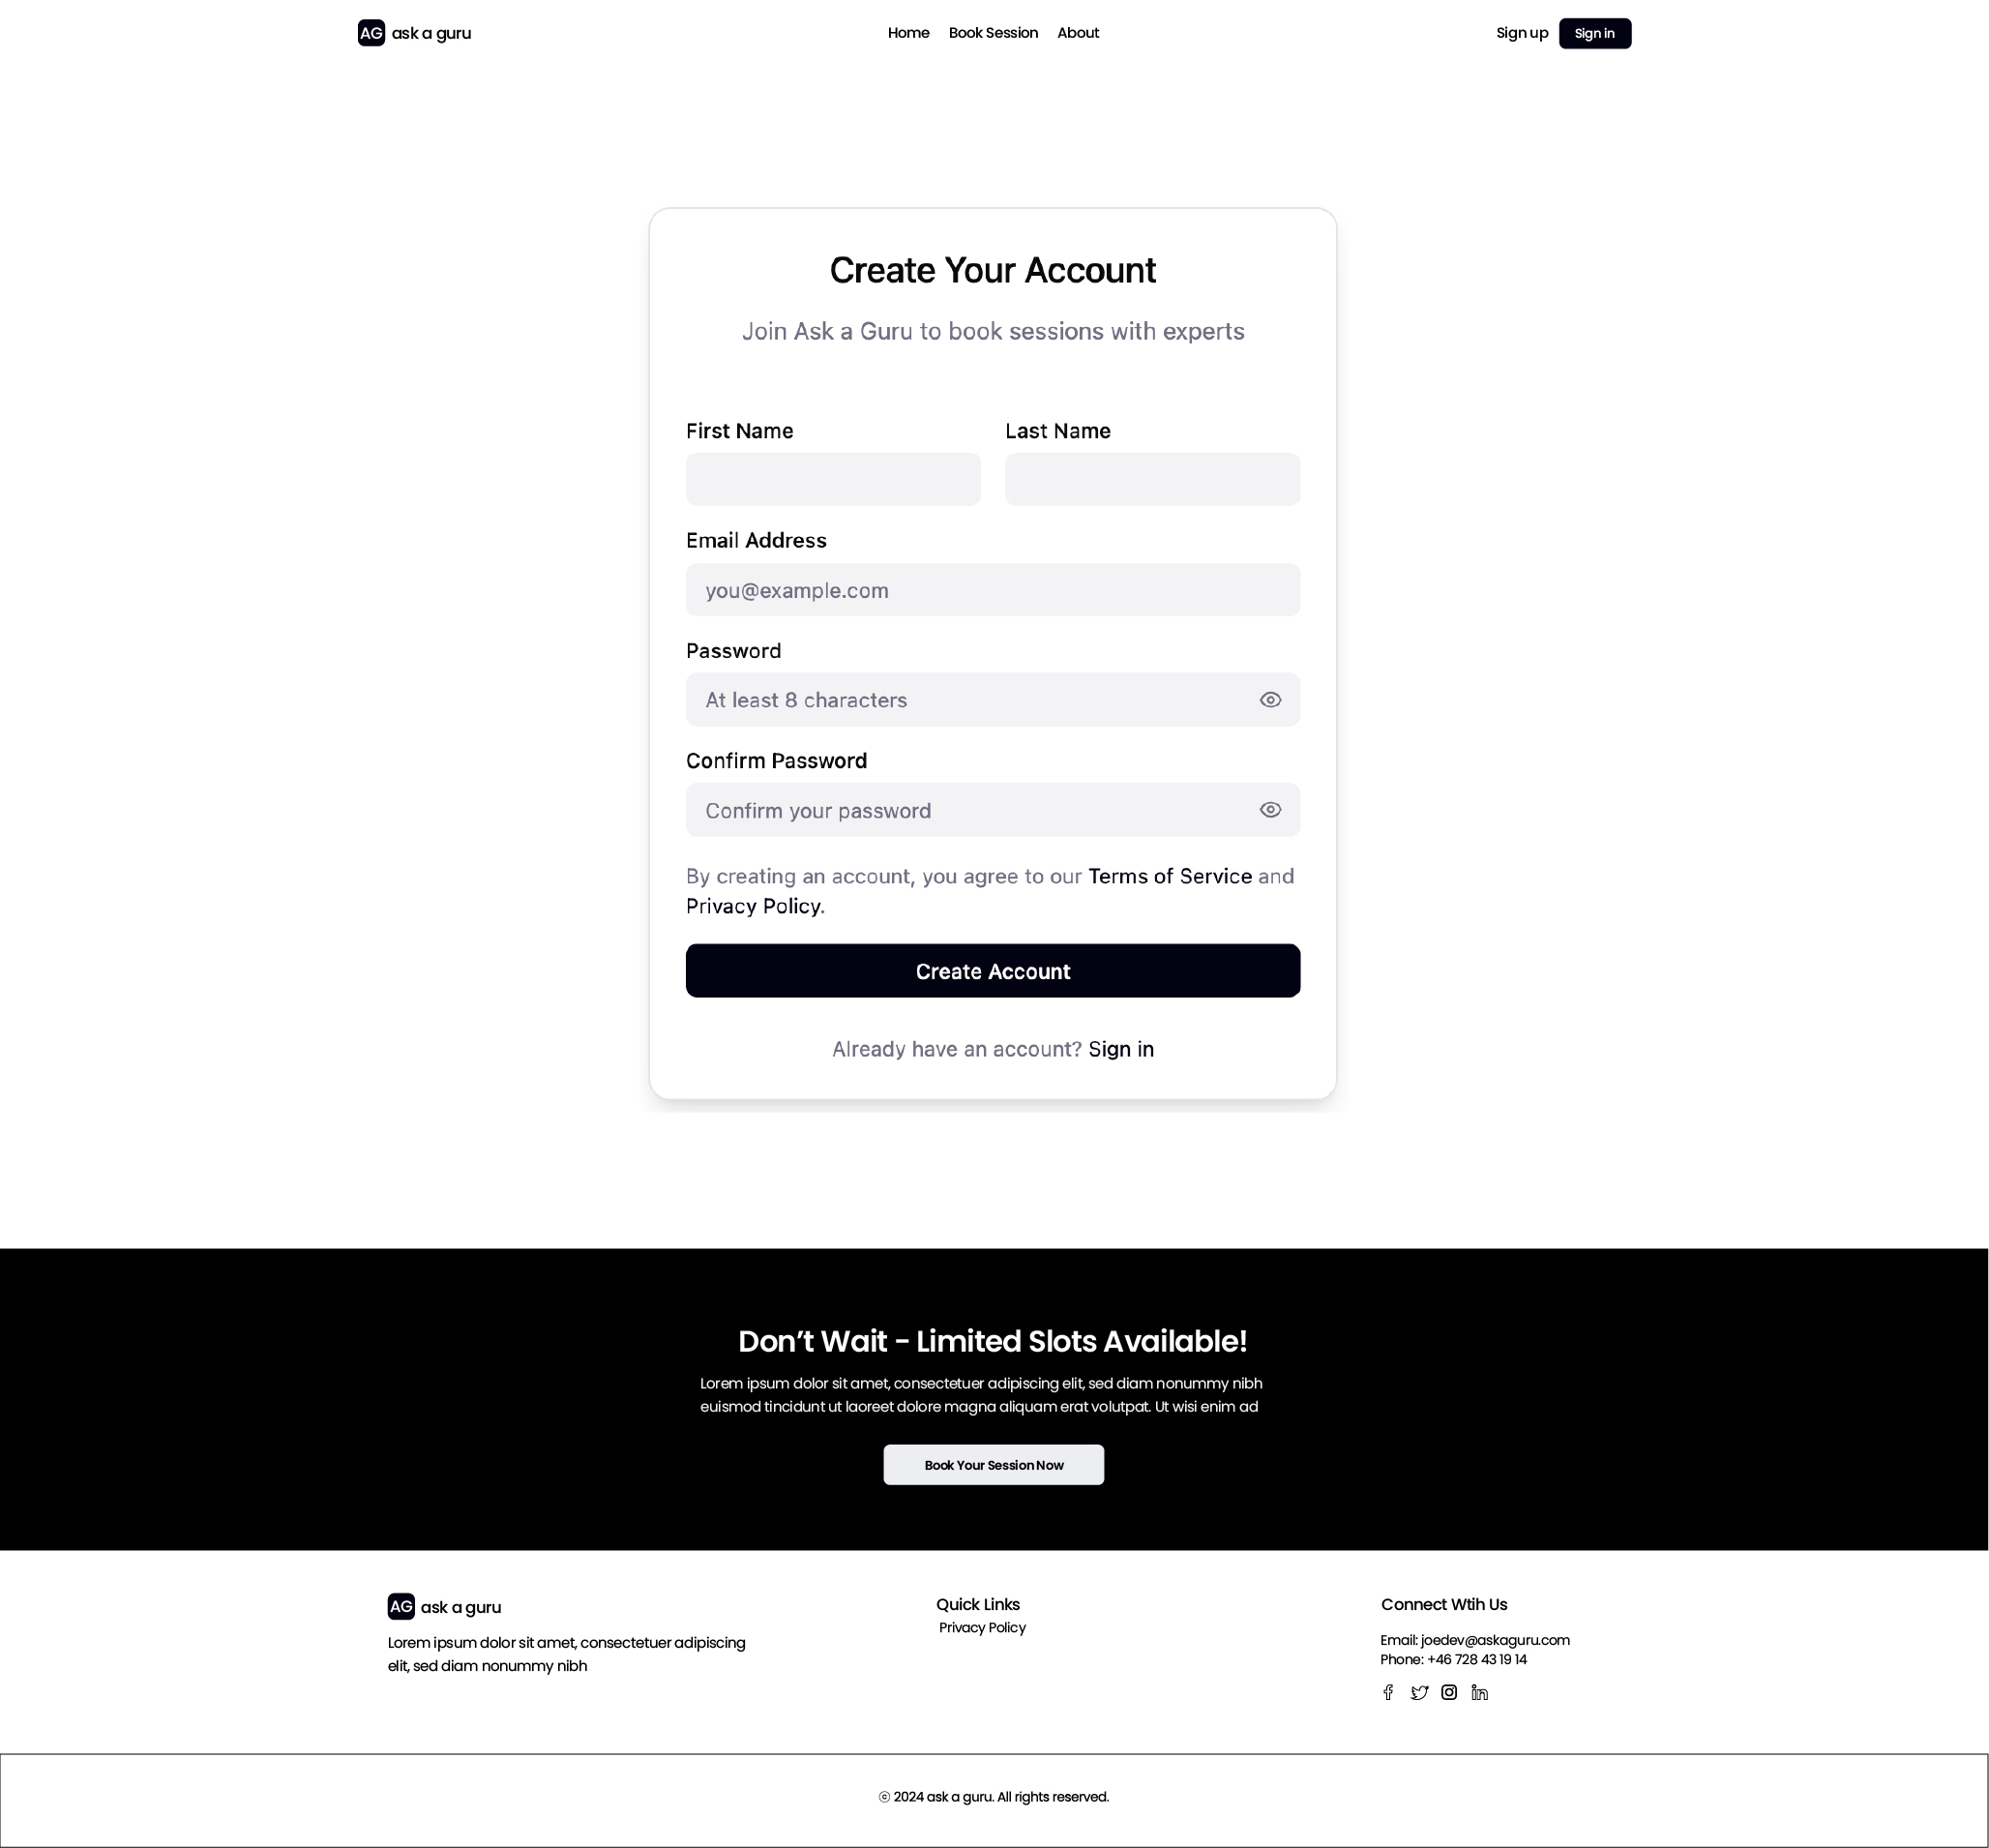 AG ask a guru
Home Book Session About
Sign up Sign in
Create Your Account
Join Ask a Guru to book sessions with experts
First Name Last Name
Email Address
you@example.com
Password
At least 8 characters
Confirm Password
Confirm your password
By creating an account, you agree to our Terms of Service and
Privacy Policy.
Create Account
Already have an account? Sign in
Don’t Wait - Limited Slots Available!
Lorem ipsum dolor sit amet, consectetuer adipiscing elit, sed diam nonummy nibh
euismod tincidunt ut laoreet dolore magna aliquam erat volutpat. Ut wisi enim ad
Book Your Session Now
AG ask a guru
Lorem ipsum dolor sit amet, consectetuer adipiscing
elit, sed diam nonummy nibh
Quick Links
Privacy Policy
Connect Wtih Us
Email: joedev@askaguru.com
Phone: +46 728 43 19 14
© 2024 ask a guru. All rights reserved.